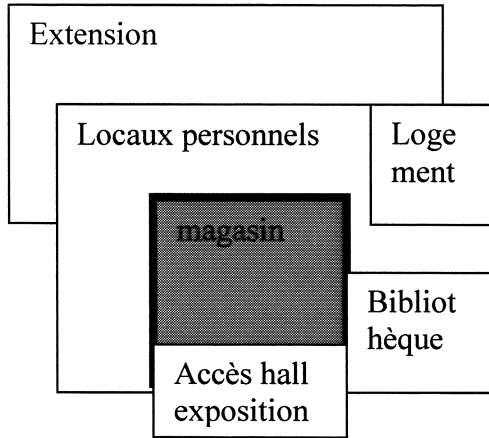 Extension
Locaux personnels
Loge
ment
magasin
Bibliot
hèque
Accès hall
exposition